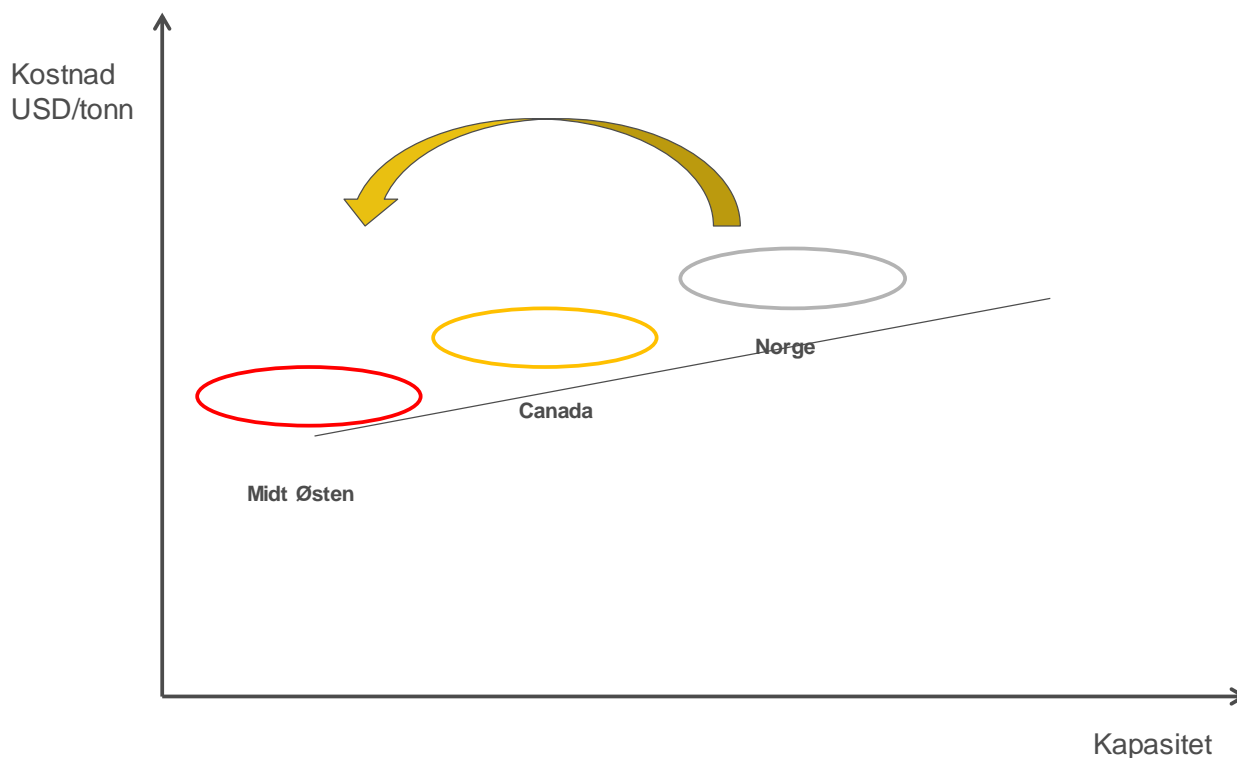 Kostnad
USD/tonn
Norge
Canada
Midt Østen
Kapasitet